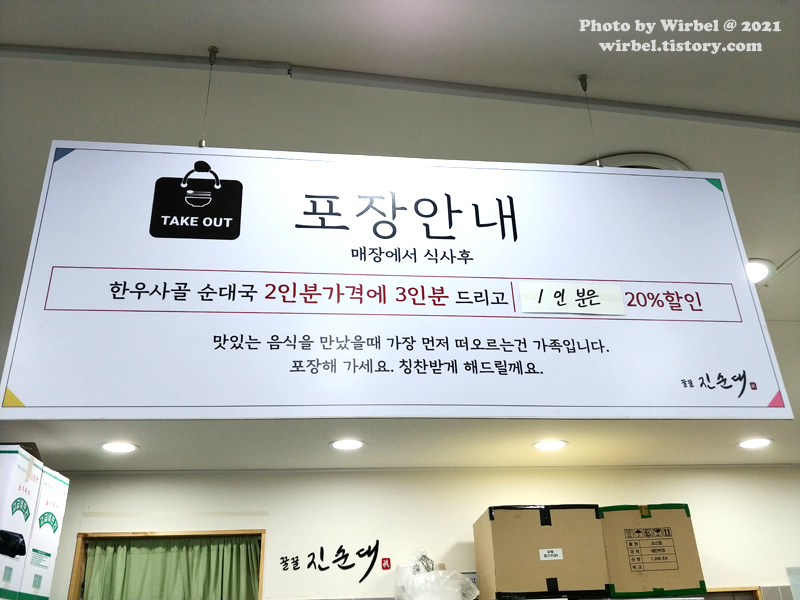 Photo by Wirbel @ 2021
wirbel.tistory.com
TAKE OUT
포장안내
매장에서 식사후
한우사골 순대국 2인분가격에 3인분 드리고 1인분은 20%할인
맛있는 음식을 만났을때 가장 먼저 떠오르는건 가족입니다.
포장해 가세요. 칭찬받게 해드릴께요.
꿀꿀 진순대
꿀꿀 진순대